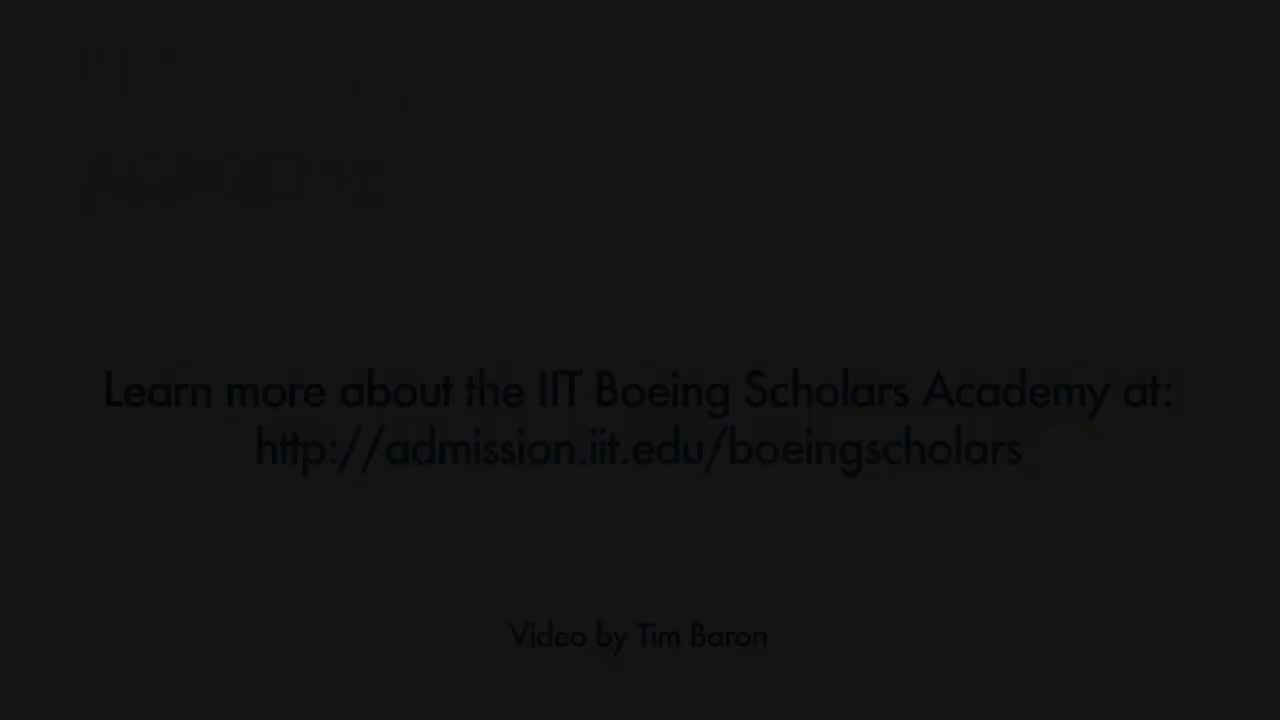 Learn more about the IIT Boeing Scholars Academy at:
http://admission.iit.edu/boeingscholars
Video by Tim Baron